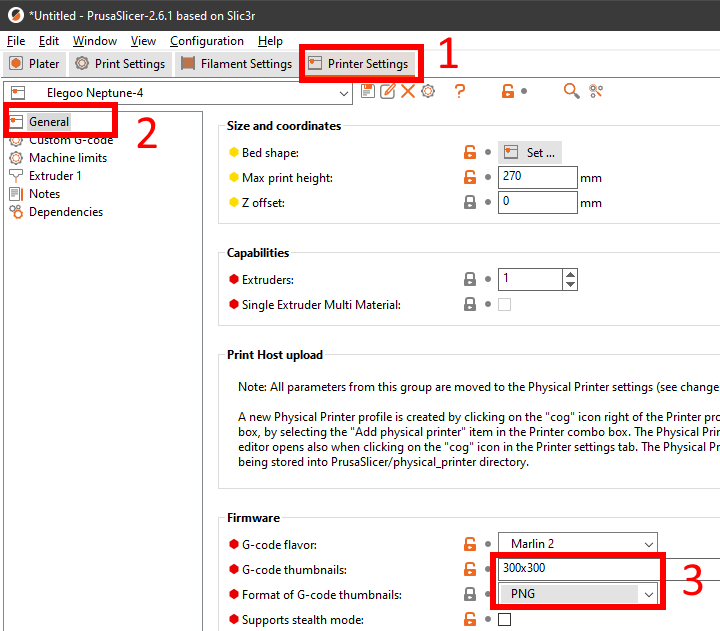 *Untitled - PrusaSlicer-2.6.1 based on Slic3r
File Edit Window View Configuration Help
1
Plater Print Settings Filament Settings Printer Settings
Elegoo Neptune-4
?
General
2
Custom G-code
Machine limits
Extruder 1
Notes
Dependencies
Size and coordinates
Bed shape: Set ...
Max print height: 270 mm
Z offset: 0 mm
Capabilities
Extruders: 1
Single Extruder Multi Material:
Print Host upload
Note: All parameters from this group are moved to the Physical Printer settings (see change
A new Physical Printer profile is created by clicking on the "cog" icon right of the Printer pro
box, by selecting the "Add physical printer" item in the Printer combo box. The Physical Prin
editor opens also when clicking on the "cog" icon in the Printer settings tab. The Physical P
being stored into PrusaSlicer/physical_printer directory.
Firmware
G-code flavor: Marlin 2
G-code thumbnails: 300x300
3
Format of G-code thumbnails: PNG
Supports stealth mode: